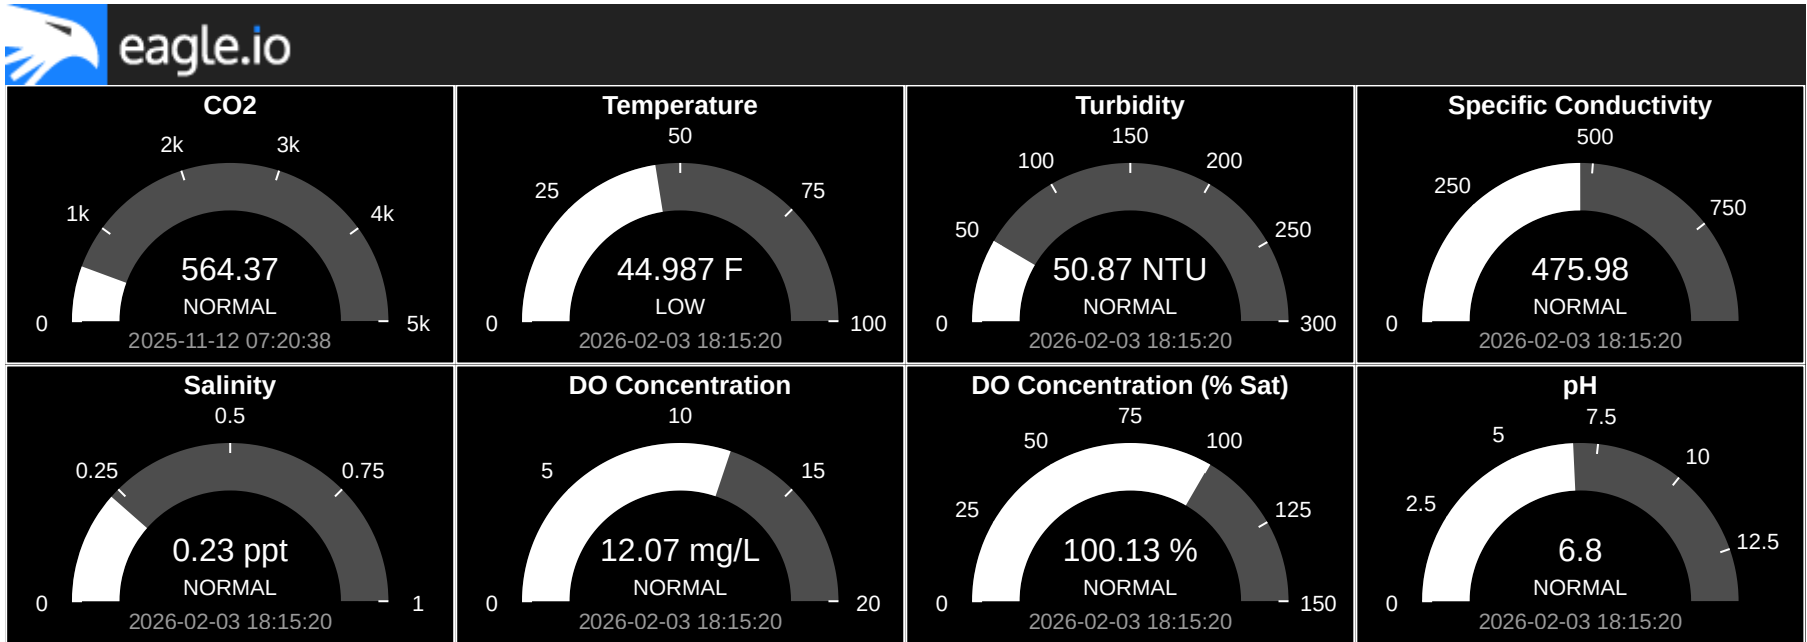 eagle.io
CO2
0
1k
2k
3k
4k
5k
564.37
NORMAL
2025-11-12 07:20:38
Temperature
0
25
50
75
100
44.987 F
LOW
2026-02-03 18:15:20
Turbidity
0
50
100
150
200
250
300
50.87 NTU
NORMAL
2026-02-03 18:15:20
Specific Conductivity
0
250
500
750
475.98
NORMAL
2026-02-03 18:15:20
Salinity
0
0.25
0.5
0.75
1
0.23 ppt
NORMAL
2026-02-03 18:15:20
DO Concentration
0
5
10
15
20
12.07 mg/L
NORMAL
2026-02-03 18:15:20
DO Concentration (% Sat)
0
25
50
75
100
125
150
100.13 %
NORMAL
2026-02-03 18:15:20
pH
0
2.5
5
7.5
10
12.5
6.8
NORMAL
2026-02-03 18:15:20